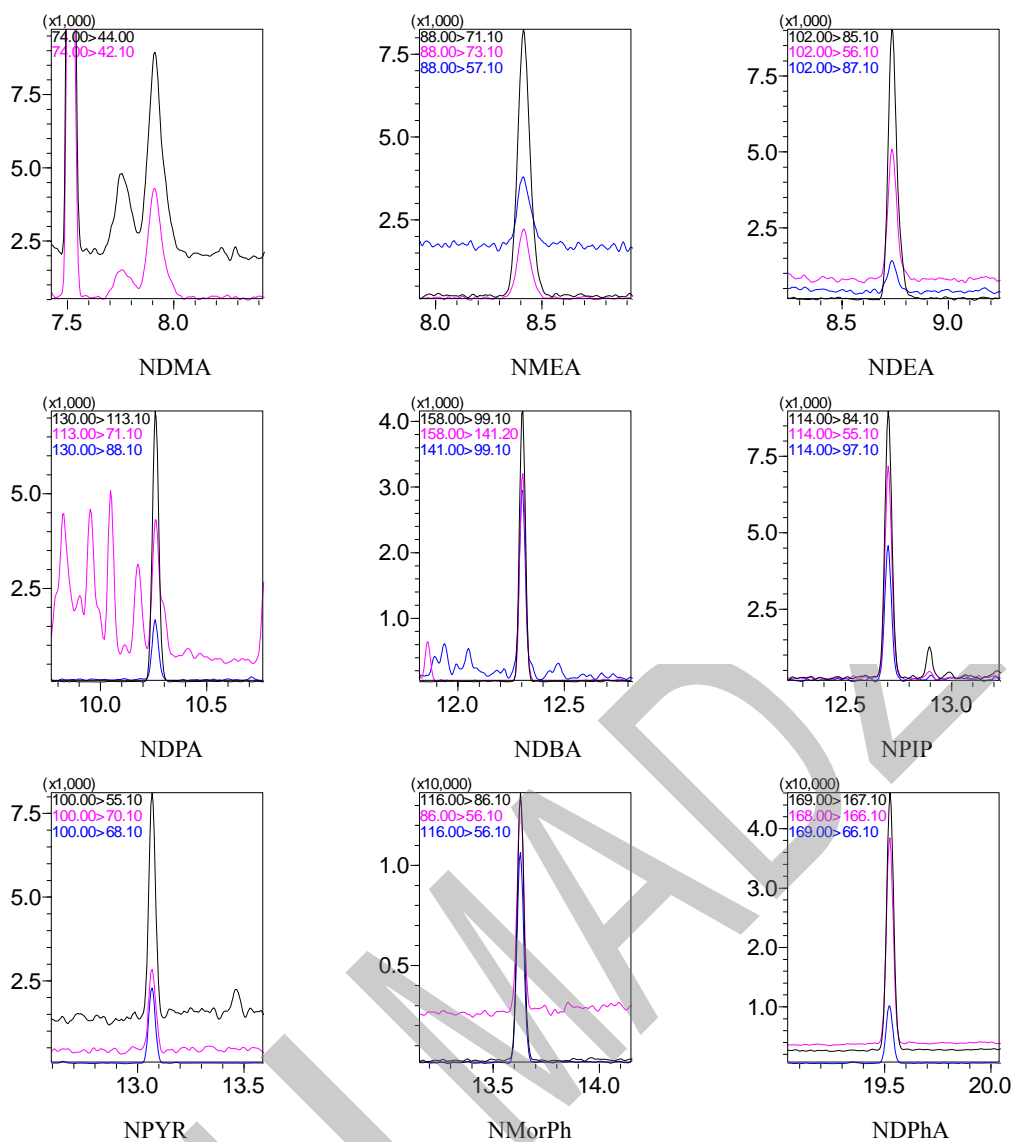 (x1,000) (x1,000) (x1,000)
74.00>44.00 88.00>71.10 102.00>85.10
74.00>42.10 88.00>73.10 102.00>56.10
88.00>57.10 102.00>87.10
7.5 7.5 7.5
5.0 5.0 5.0
2.5 2.5 2.5
7.5 8.0 8.0 8.5 8.5 9.0
NDMA NMEA NDEA
(x1,000) (x1,000) (x1,000)
130.00>113.10 158.00>99.10 114.00>84.10
113.00>71.10 158.00>141.20 114.00>55.10
130.00>88.10 141.00>99.10 114.00>97.10
4.0
7.5
5.0 3.0
5.0
2.0
2.5 1.0 2.5
10.0 10.5 12.0 12.5 12.5 13.0
NDPA NDBA NPIP
(x1,000) (x10,000) (x10,000)
100.00>55.10 116.00>86.10 169.00>167.10
100.00>70.10 86.00>56.10 168.00>166.10
100.00>68.10 116.00>56.10 169.00>66.10
7.5 4.0
1.0
5.0 3.0
2.0
2.5 0.5 1.0
13.0 13.5 13.5 14.0 19.5 20.0
NPYR NMorPh NDPhA